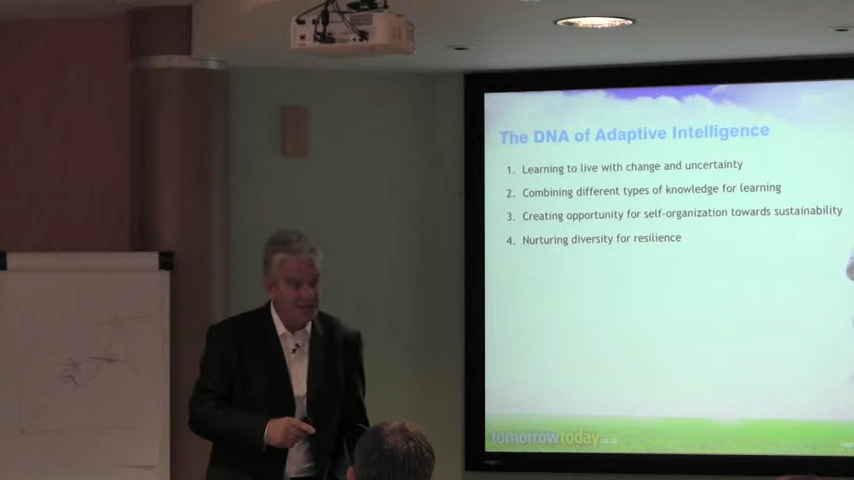 The DNA of Adaptive Intelligence
1. Learning to live with change and uncertainty
2. Combining different types of knowledge for learning
3. Creating opportunity for self-organization towards sustainability
4. Nurturing diversity for resilience
tomorrowtoday